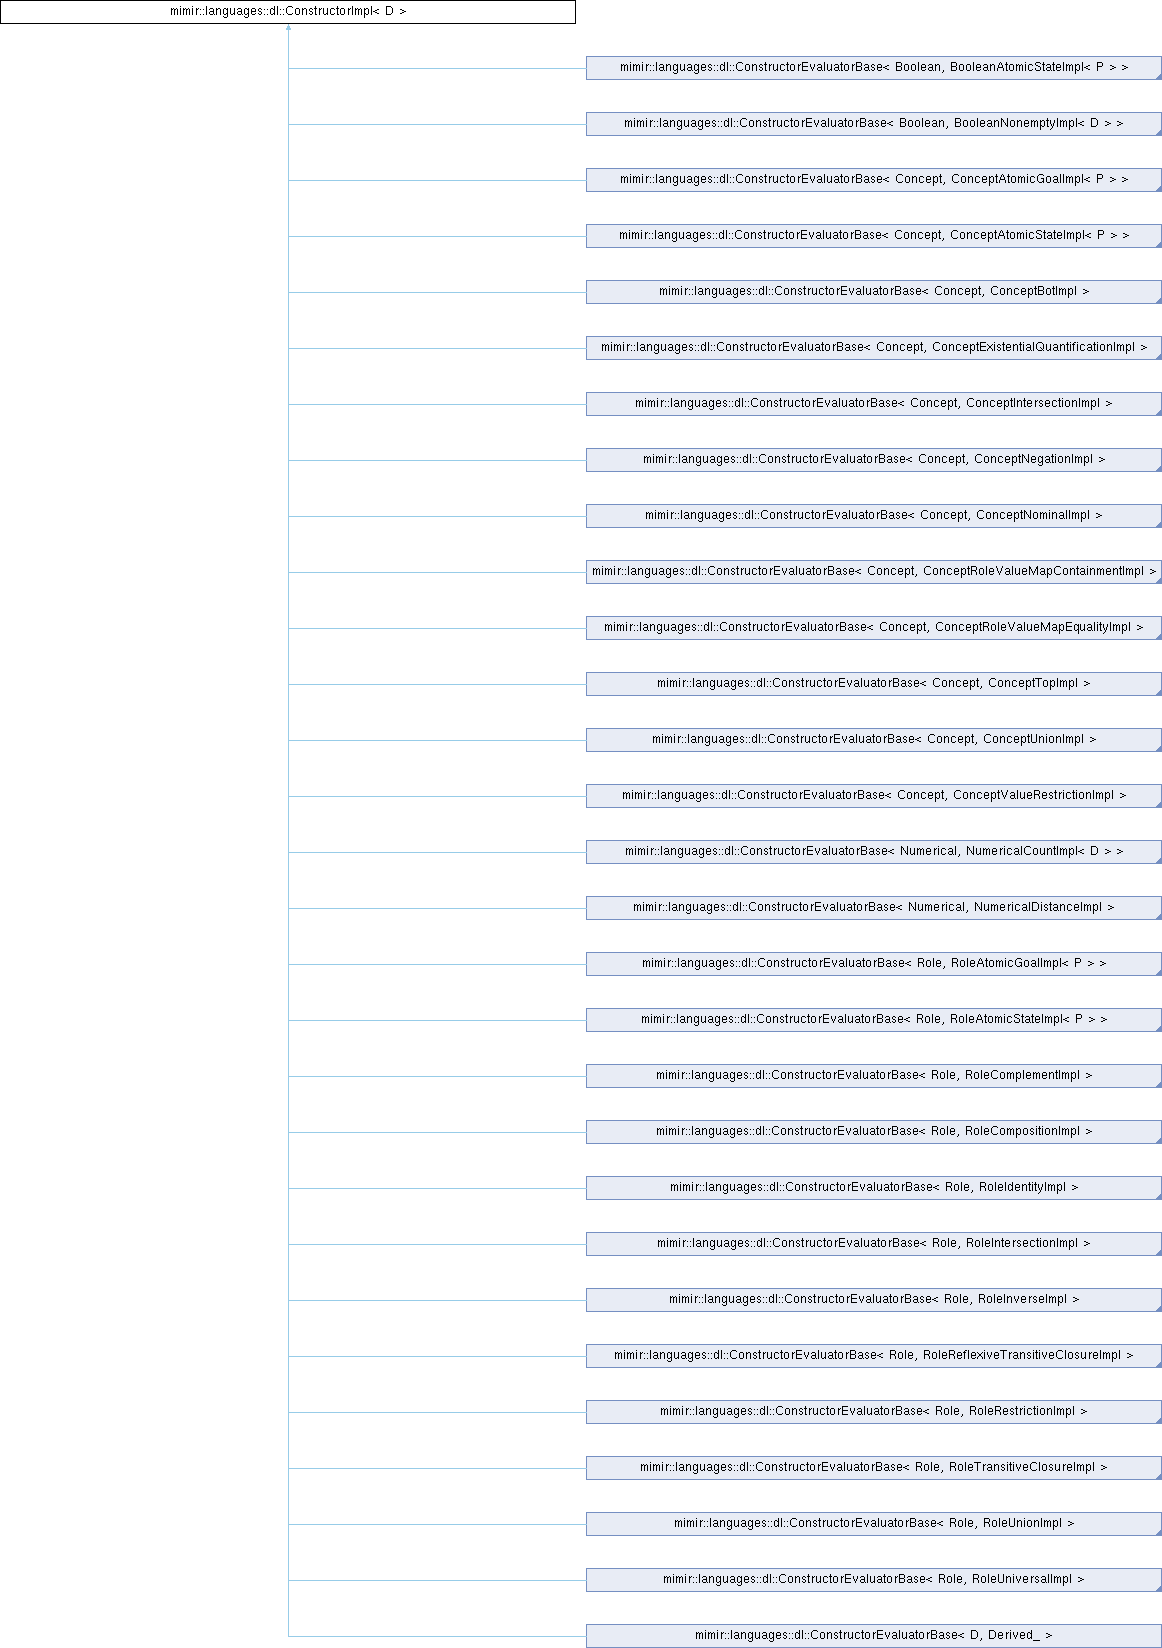 mimir::languages::dl::ConstructorImpl< D >
mimir::languages::dl::ConstructorEvaluatorBase< Boolean, BooleanAtomicStateImpl< P > >
mimir::languages::dl::ConstructorEvaluatorBase< Boolean, BooleanNonemptyImpl< D > >
mimir::languages::dl::ConstructorEvaluatorBase< Concept, ConceptAtomicGoalImpl< P > >
mimir::languages::dl::ConstructorEvaluatorBase< Concept, ConceptAtomicStateImpl< P > >
mimir::languages::dl::ConstructorEvaluatorBase< Concept, ConceptBotImpl >
mimir::languages::dl::ConstructorEvaluatorBase< Concept, ConceptExistentialQuantificationImpl >
mimir::languages::dl::ConstructorEvaluatorBase< Concept, ConceptIntersectionImpl >
mimir::languages::dl::ConstructorEvaluatorBase< Concept, ConceptNegationImpl >
mimir::languages::dl::ConstructorEvaluatorBase< Concept, ConceptNominalImpl >
mimir::languages::dl::ConstructorEvaluatorBase< Concept, ConceptRoleValueMapContainmentImpl >
mimir::languages::dl::ConstructorEvaluatorBase< Concept, ConceptRoleValueMapEqualityImpl >
mimir::languages::dl::ConstructorEvaluatorBase< Concept, ConceptTopImpl >
mimir::languages::dl::ConstructorEvaluatorBase< Concept, ConceptUnionImpl >
mimir::languages::dl::ConstructorEvaluatorBase< Concept, ConceptValueRestrictionImpl >
mimir::languages::dl::ConstructorEvaluatorBase< Numerical, NumericalCountImpl< D > >
mimir::languages::dl::ConstructorEvaluatorBase< Numerical, NumericalDistanceImpl >
mimir::languages::dl::ConstructorEvaluatorBase< Role, RoleAtomicGoalImpl< P > >
mimir::languages::dl::ConstructorEvaluatorBase< Role, RoleAtomicStateImpl< P > >
mimir::languages::dl::ConstructorEvaluatorBase< Role, RoleComplementImpl >
mimir::languages::dl::ConstructorEvaluatorBase< Role, RoleCompositionImpl >
mimir::languages::dl::ConstructorEvaluatorBase< Role, RoleIdentityImpl >
mimir::languages::dl::ConstructorEvaluatorBase< Role, RoleIntersectionImpl >
mimir::languages::dl::ConstructorEvaluatorBase< Role, RoleInverseImpl >
mimir::languages::dl::ConstructorEvaluatorBase< Role, RoleReflexiveTransitiveClosureImpl >
mimir::languages::dl::ConstructorEvaluatorBase< Role, RoleRestrictionImpl >
mimir::languages::dl::ConstructorEvaluatorBase< Role, RoleTransitiveClosureImpl >
mimir::languages::dl::ConstructorEvaluatorBase< Role, RoleUnionImpl >
mimir::languages::dl::ConstructorEvaluatorBase< Role, RoleUniversalImpl >
mimir::languages::dl::ConstructorEvaluatorBase< D, Derived_ >